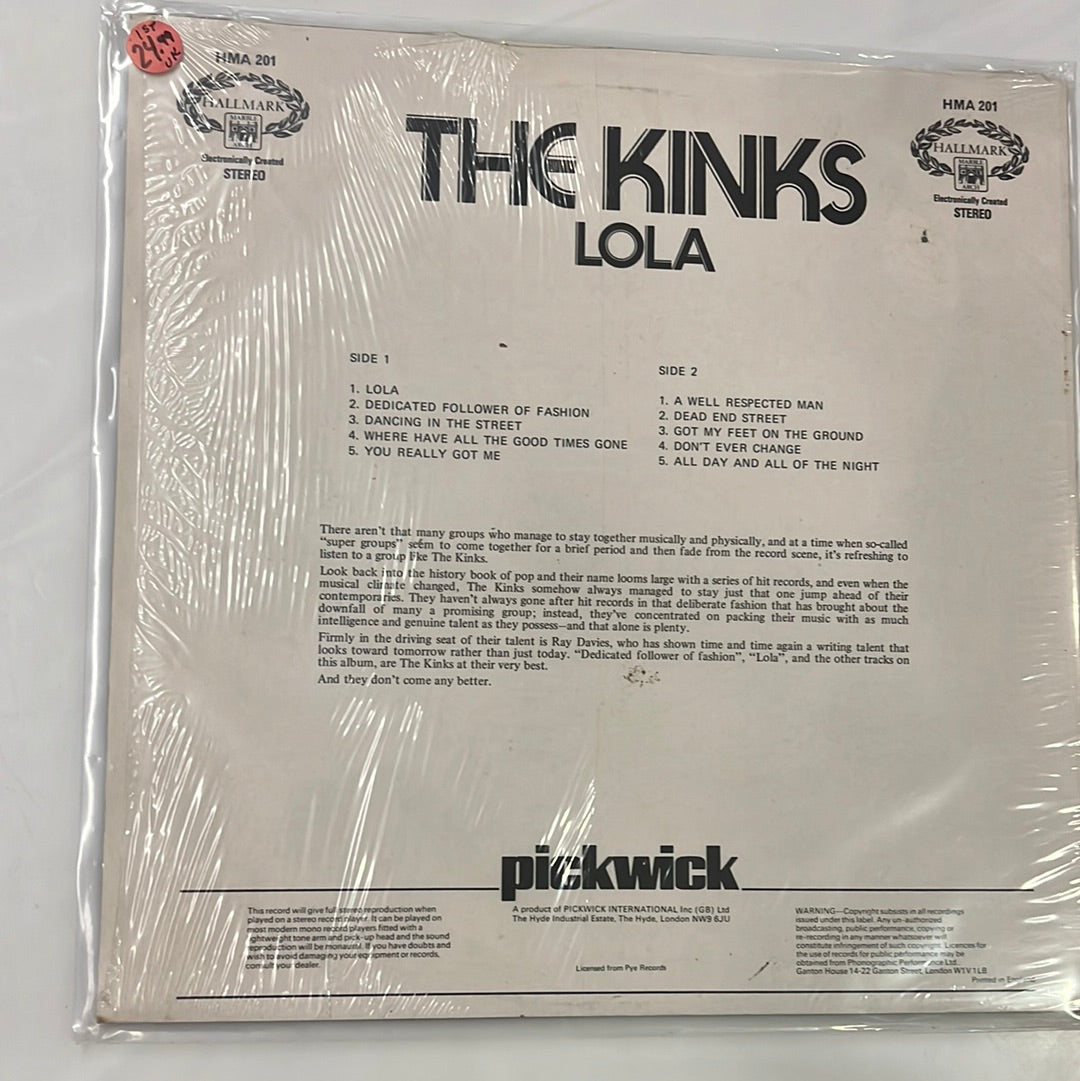 1ST
24.99
UK
HMA 201
HALLMARK
MARBLE
ARCH
Electronically Created
STEREO
HMA 201
HALLMARK
MARBLE
ARCH
Electronically Created
STEREO
THE KINKS
LOLA
SIDE 1
1. LOLA
2. DEDICATED FOLLOWER OF FASHION
3. DANCING IN THE STREET
4. WHERE HAVE ALL THE GOOD TIMES GONE
5. YOU REALLY GOT ME
SIDE 2
1. A WELL RESPECTED MAN
2. DEAD END STREET
3. GOT MY FEET ON THE GROUND
4. DON'T EVER CHANGE
5. ALL DAY AND ALL OF THE NIGHT
There aren't that many groups who manage to stay together musically and physically, and at a time when so-called
"super groups" seem to come together for a brief period and then fade from the record scene, it's refreshing to
listen to a group like The Kinks.
Look back into the history book of pop and their name looms large with a series of hit records, and even when the
musical climate changed, The Kinks somehow always managed to stay just that one jump ahead of their
contemporaries. They haven't always gone after hit records in that deliberate fashion that has brought about the
downfall of many a promising group; instead, they've concentrated on packing their music with as much
intelligence and genuine talent as they possess—and that alone is plenty.
Firmly in the driving seat of their talent is Ray Davies, who has shown time and time again a writing talent that
looks toward tomorrow rather than just today. "Dedicated follower of fashion", "Lola", and the other tracks on
this album, are The Kinks at their very best.
And they don't come any better.
pickwick
This record will give full stereo reproduction when
played on a stereo record player. It can be played on
most modern mono record players fitted with a
lightweight tone arm and pick-up head and the sound
reproduction will be monaural. If you have doubts and
wish to avoid damaging your equipment or records,
consult your dealer.
A product of PICKWICK INTERNATIONAL Inc (GB) Ltd
The Hyde Industrial Estate, The Hyde, London NW9 6JU
Licensed from Pye Records
WARNING—Copyright subsists in all recordings
issued under this label. Any un-authorized
broadcasting, public performance, copying or
re-recording in any manner whatsoever will
constitute infringement of such copyright. Licences for
the use of records for public performance may be
obtained from Phonographic Performance Ltd.,
Ganton House 14-22 Ganton Street, London W1V 1LB
Printed in England